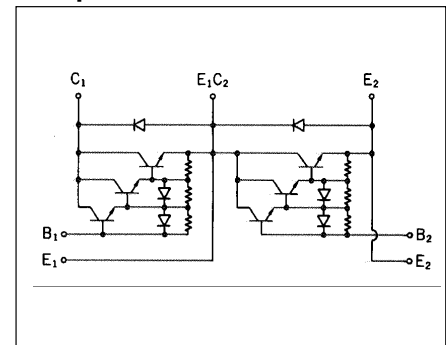 C₁ E₁C₂ E₂
B₁ B₂
E₁ E₂